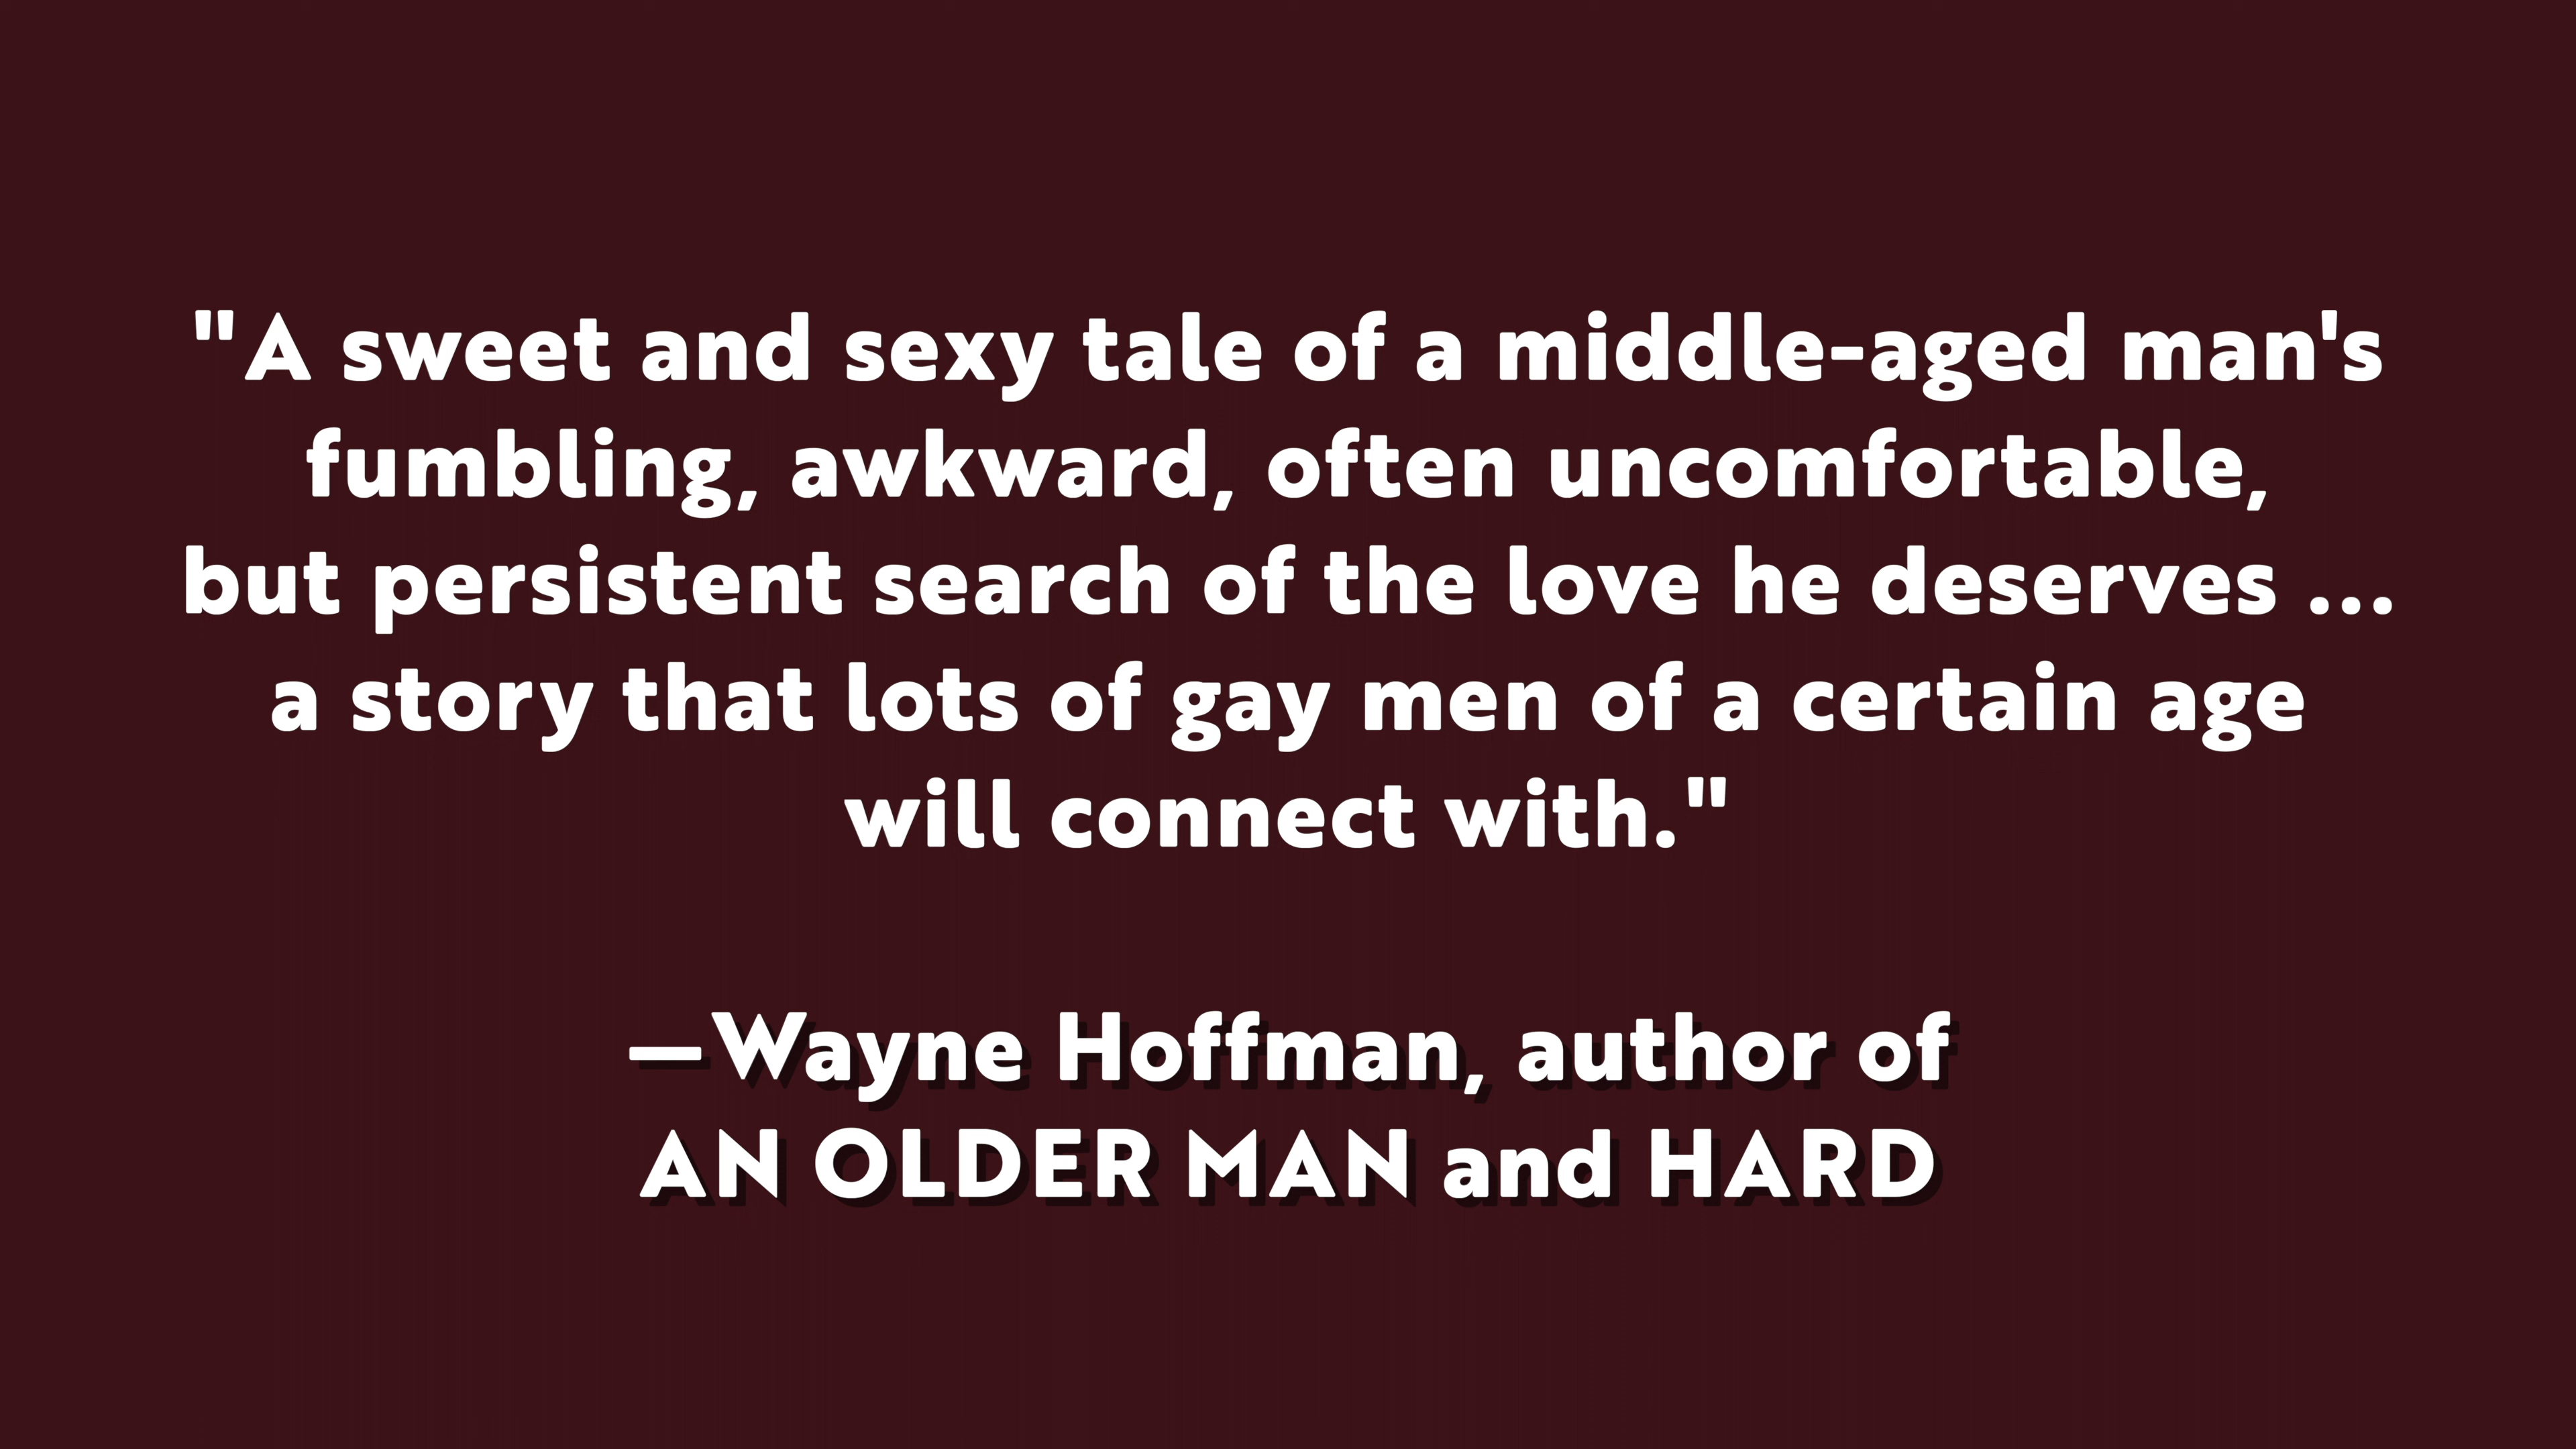 "A sweet and sexy tale of a middle-aged man's
fumbling, awkward, often uncomfortable,
but persistent search of the love he deserves ...
a story that lots of gay men of a certain age
will connect with."
—Wayne Hoffman, author of
AN OLDER MAN and HARD